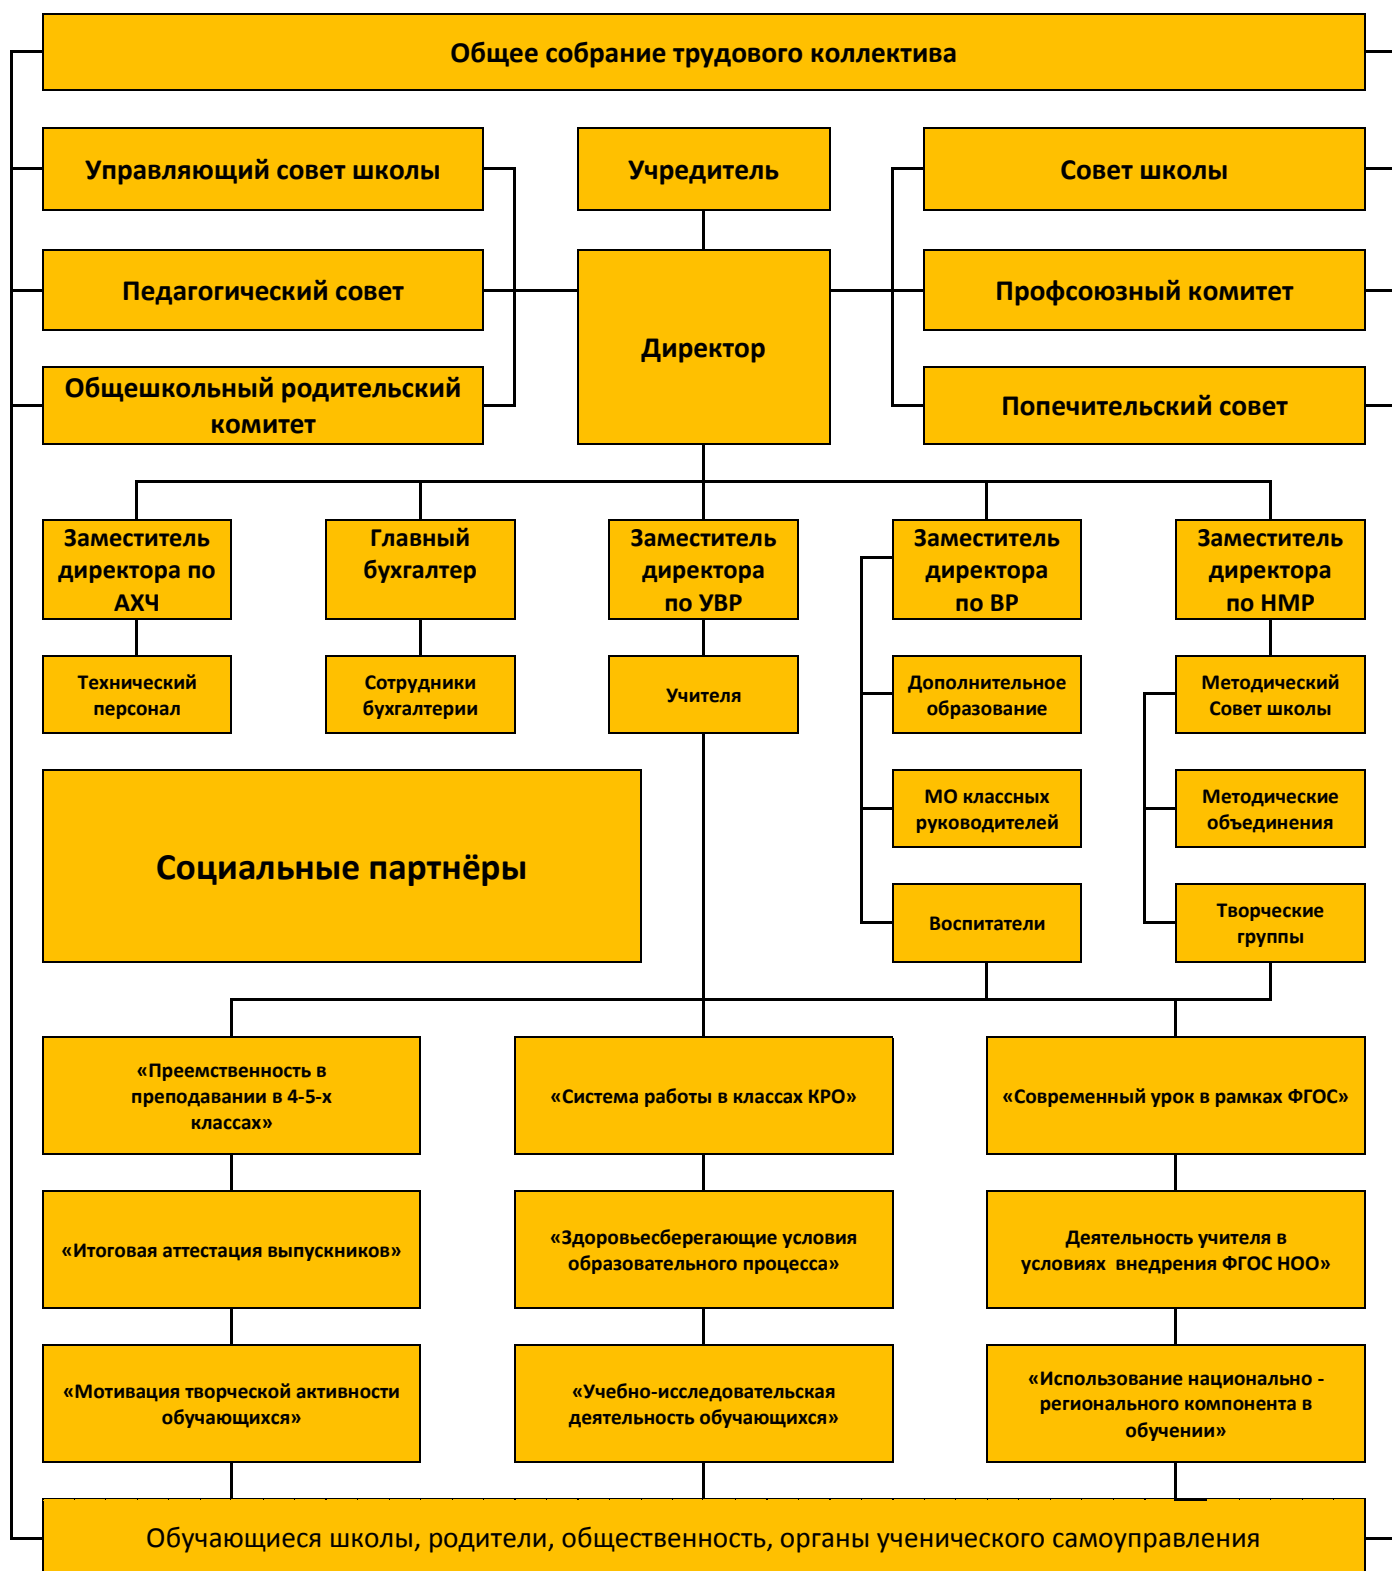 Общее собрание трудового коллектива
Управляющий совет школы
Учредитель
Совет школы
Педагогический совет
Директор
Профсоюзный комитет
Общешкольный родительский
комитет
Попечительский совет
Заместитель
директора по
АХЧ
Главный
бухгалтер
Заместитель
директора
по УВР
Заместитель
директора
по ВР
Заместитель
директора
по НМР
Технический
персонал
Сотрудники
бухгалтерии
Учителя
Дополнительное
образование
Методический
Совет школы
Социальные партнёры
МО классных
руководителей
Методические
объединения
Воспитатели
Творческие
группы
«Преемственность в
преподавании в 4-5-х
классах»
«Система работы в классах КРО»
«Современный урок в рамках ФГОС»
«Итоговая аттестация выпускников»
«Здоровьесберегающие условия
образовательного процесса»
Деятельность учителя в
условиях  внедрения ФГОС НОО»
«Мотивация творческой активности
обучающихся»
«Учебно-исследовательская
деятельность обучающихся»
«Использование национально -
регионального компонента в
обучении»
Обучающиеся школы, родители, общественность, органы ученического самоуправления